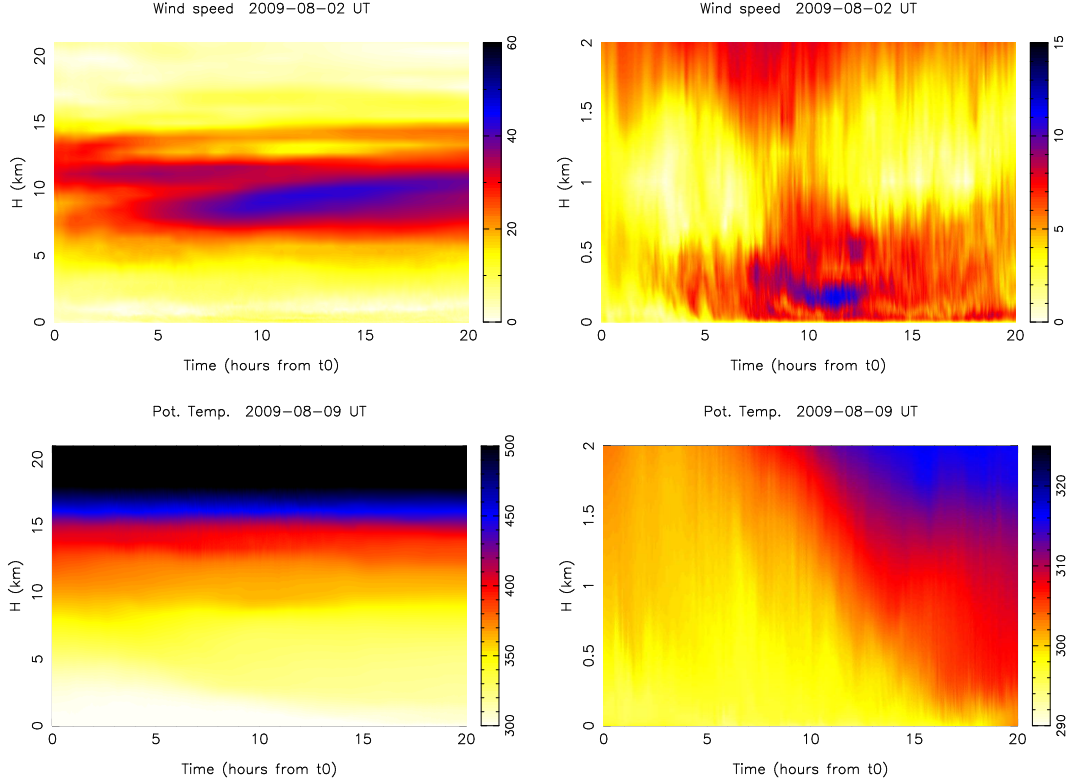 Wind speed 2009-08-02 UT
Wind speed 2009-08-02 UT
H (km)
0 5 10 15 20
0 5 10 15 20
Time (hours from t0)
0 20 40 60
H (km)
0 0.5 1 1.5 2
0 5 10 15 20
Time (hours from t0)
0 5 10 15
Pot. Temp. 2009-08-09 UT
Pot. Temp. 2009-08-09 UT
H (km)
0 5 10 15 20
0 5 10 15 20
Time (hours from t0)
300 350 400 450 500
H (km)
0 0.5 1 1.5 2
0 5 10 15 20
Time (hours from t0)
290 300 310 320